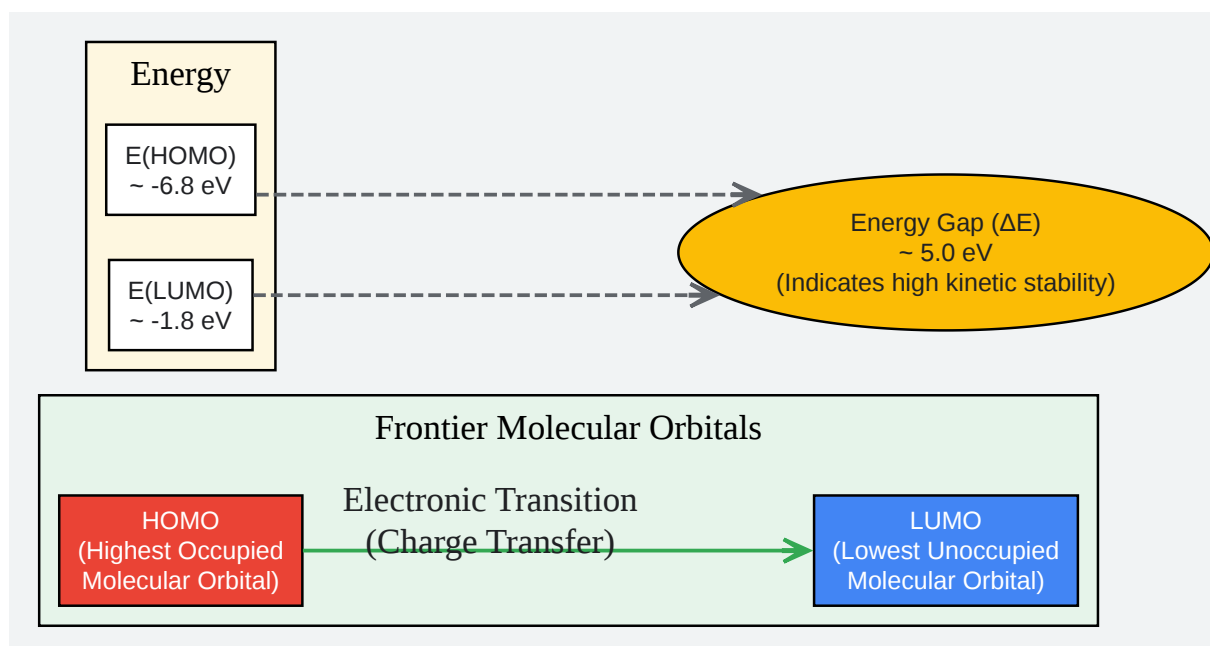 Energy
E(HOMO)
~ -6.8 eV
E(LUMO)
~ -1.8 eV
Energy Gap (ΔE)
~ 5.0 eV
(Indicates high kinetic stability)
Frontier Molecular Orbitals
HOMO
(Highest Occupied
Molecular Orbital)
Electronic Transition
(Charge Transfer)
LUMO
(Lowest Unoccupied
Molecular Orbital)